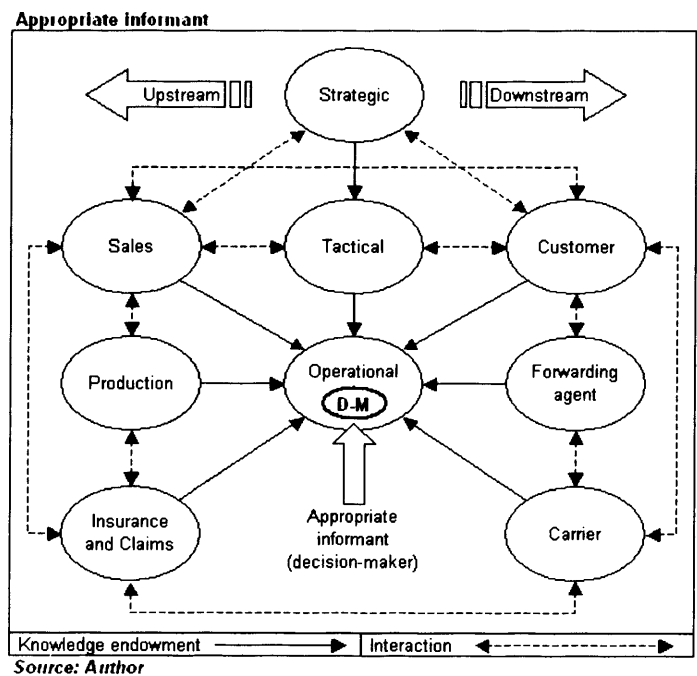 Appropriate informant
Upstream
Strategic
Downstream
Sales
Tactical
Customer
Production
Operational
D-M
Forwarding
agent
Insurance
and Claims
Appropriate
informant
(decision-maker)
Carrier
Knowledge endowment
Interaction
Source: Author